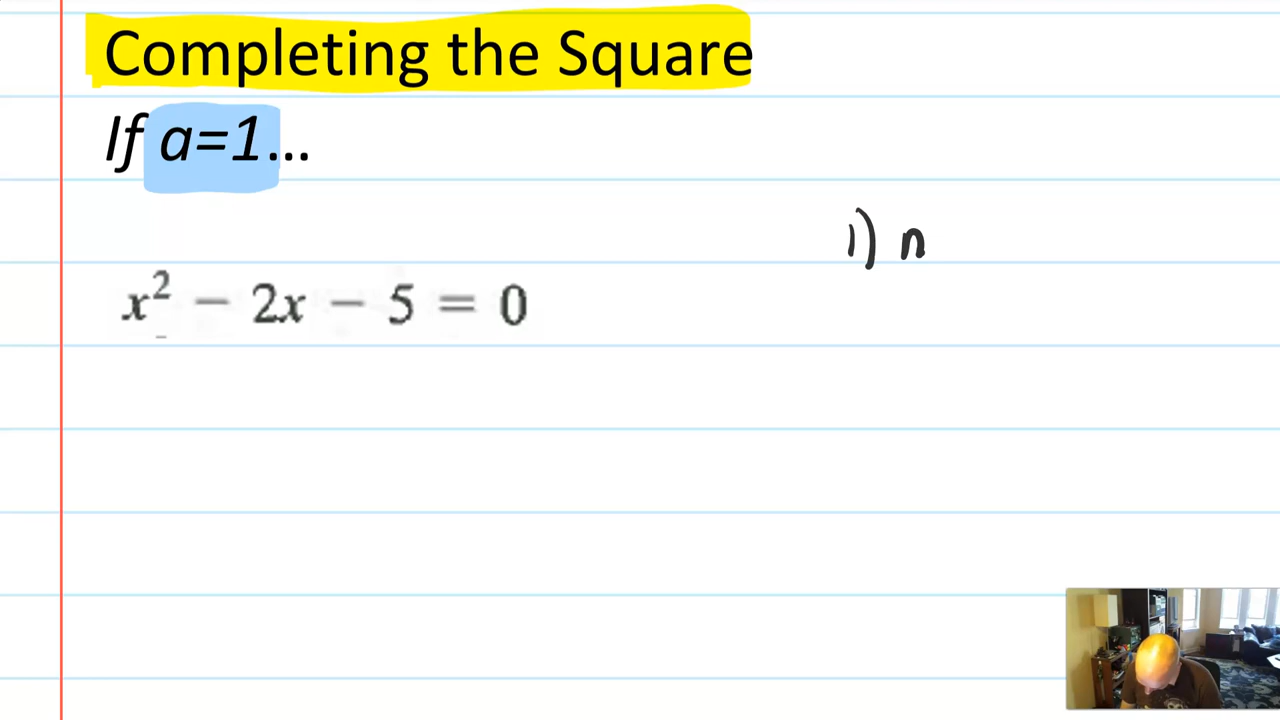 Completing the Square
If a=1...
1) n
x² − 2x − 5 = 0